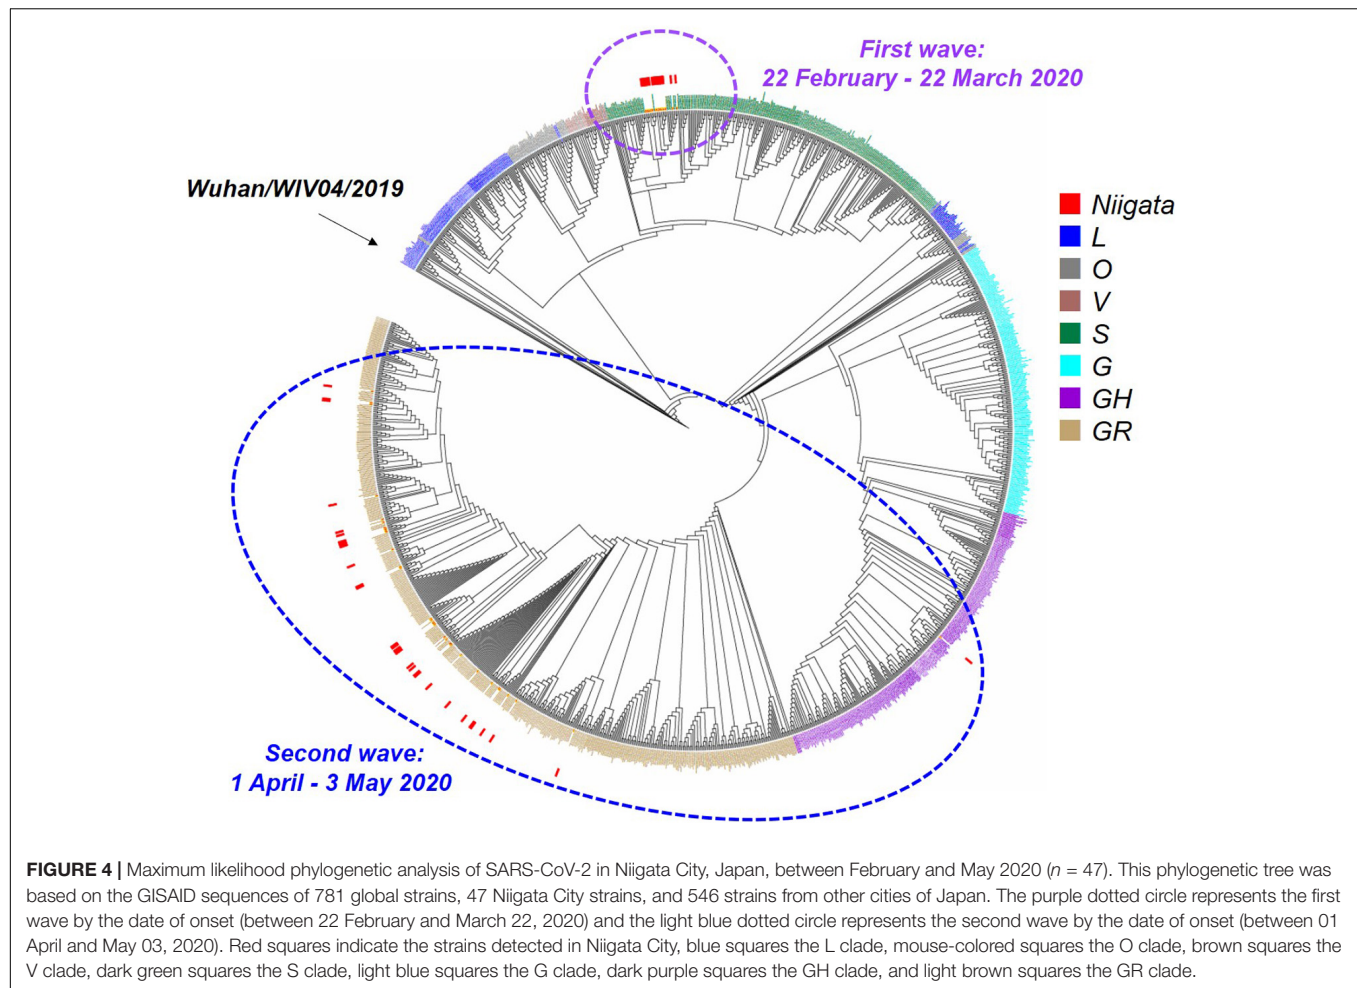 First wave:
22 February - 22 March 2020
Wuhan/WIV04/2019
Niigata
L
O
V
S
G
GH
GR
Second wave:
1 April - 3 May 2020
FIGURE 4 | Maximum likelihood phylogenetic analysis of SARS-CoV-2 in Niigata City, Japan, between February and May 2020 (n = 47). This phylogenetic tree was
based on the GISAID sequences of 781 global strains, 47 Niigata City strains, and 546 strains from other cities of Japan. The purple dotted circle represents the first
wave by the date of onset (between 22 February and March 22, 2020) and the light blue dotted circle represents the second wave by the date of onset (between 01
April and May 03, 2020). Red squares indicate the strains detected in Niigata City, blue squares the L clade, mouse-colored squares the O clade, brown squares the
V clade, dark green squares the S clade, light blue squares the G clade, dark purple squares the GH clade, and light brown squares the GR clade.